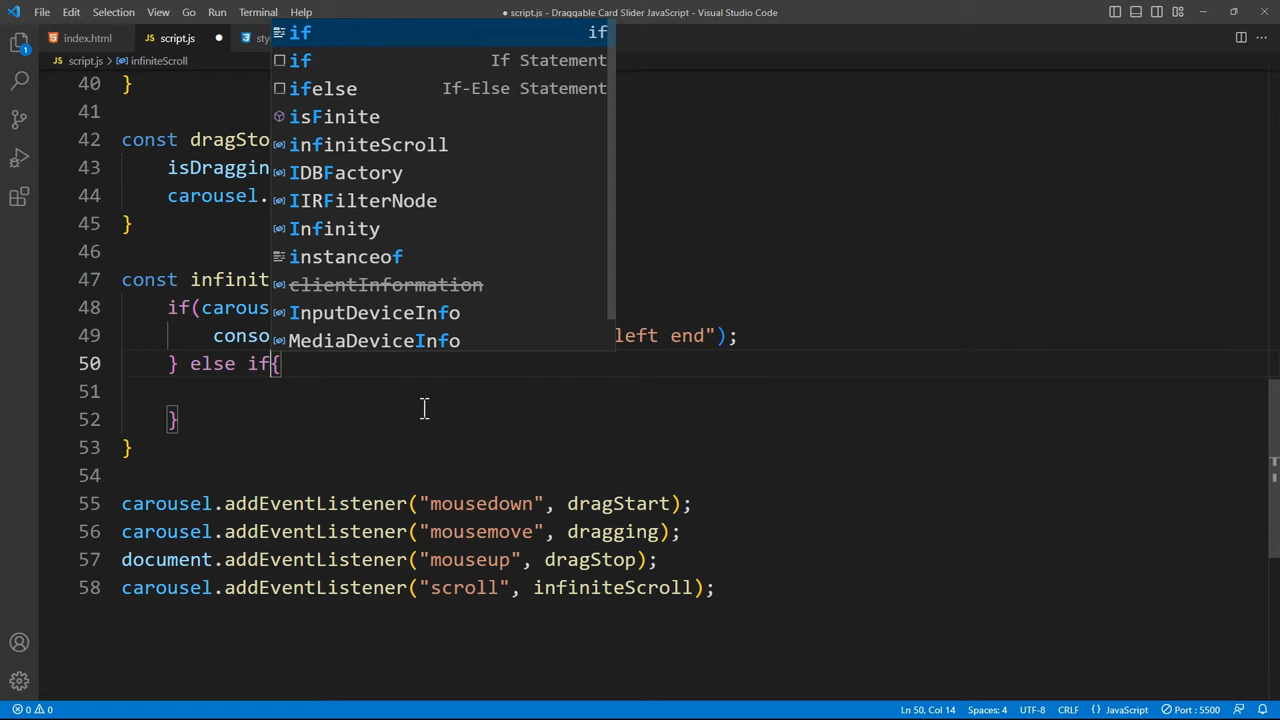 File Edit Selection View Go Run Terminal Help
● script.js - Draggable Card Slider JavaScript - Visual Studio Code
index.html JS script.js ● sty
JS script.js > infiniteScroll
if if
40 }
if If Statement
41
ifelse If-Else Statement
isFinite
42 const dragSto
infiniteScroll
43 isDraggin
IDBFactory
44 carousel.
IIRFilterNode
45 }
Infinity
46
instanceof
47 const infinit
clientInformation
48 if(carous
InputDeviceInfo
49 conso left end");
MediaDeviceInfo
50 } else if{
51
52 }
53 }
54
55 carousel.addEventListener("mousedown", dragStart);
56 carousel.addEventListener("mousemove", dragging);
57 document.addEventListener("mouseup", dragStop);
58 carousel.addEventListener("scroll", infiniteScroll);
1
0 0 Ln 50, Col 14 Spaces: 4 UTF-8 CRLF {} JavaScript Port : 5500